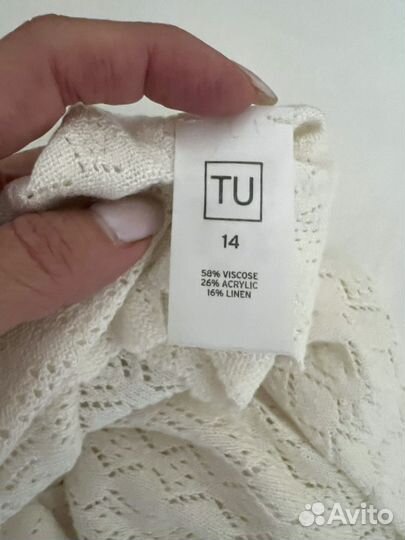 TU
14
58% VISCOSE
26% ACRYLIC
16% LINEN
Avito